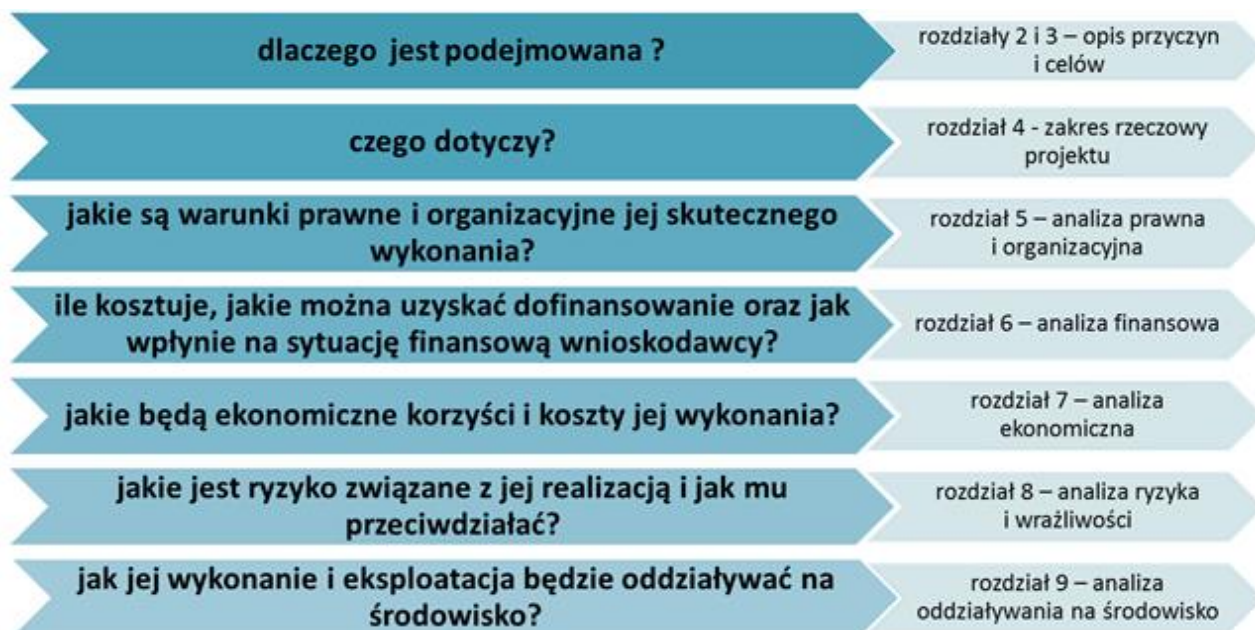 dlaczego jest podejmowana ?
rozdziały 2 i 3 – opis przyczyn
i celów
czego dotyczy?
rozdział 4 - zakres rzeczowy
projektu
jakie są warunki prawne i organizacyjne jej skutecznego
wykonania?
rozdział 5 – analiza prawna
i organizacyjna
ile kosztuje, jakie można uzyskać dofinansowanie oraz jak
wpłynie na sytuację finansową wnioskodawcy?
rozdział 6 – analiza finansowa
jakie będą ekonomiczne korzyści i koszty jej wykonania?
rozdział 7 – analiza
ekonomiczna
jakie jest ryzyko związane z jej realizacją i jak mu
przeciwdziałać?
rozdział 8 – analiza ryzyka
i wrażliwości
jak jej wykonanie i eksploatacja będzie oddziaływać na
środowisko?
rozdział 9 – analiza
oddziaływania na środowisko